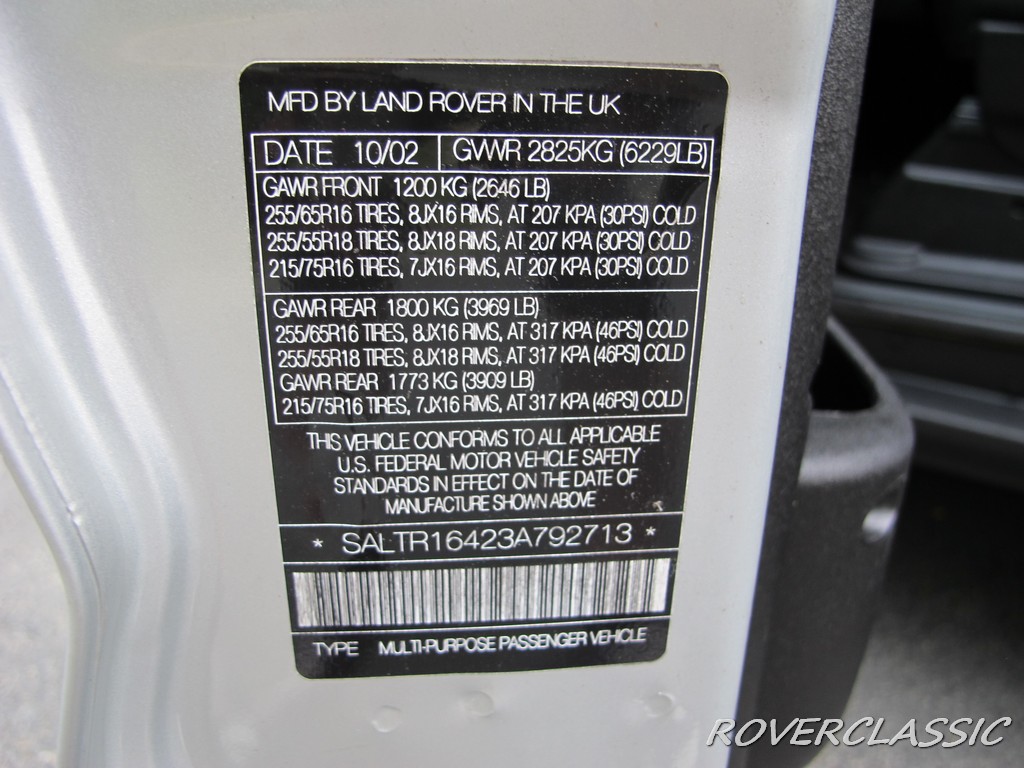 MFD BY LAND ROVER IN THE UK
DATE 10/02 GVWR 2825KG (6229LB)
GAWR FRONT 1200 KG (2646 LB)
255/65R16 TIRES, 8JX16 RIMS, AT 207 KPA (30PSI) COLD
255/55R18 TIRES, 8JX18 RIMS, AT 207 KPA (30PSI) COLD
215/75R16 TIRES, 7JX16 RIMS, AT 207 KPA (30PSI) COLD
GAWR REAR 1800 KG (3969 LB)
255/65R16 TIRES, 8JX16 RIMS, AT 317 KPA (46PSI) COLD
255/55R18 TIRES, 8JX18 RIMS, AT 317 KPA (46PSI) COLD
GAWR REAR 1773 KG (3909 LB)
215/75R16 TIRES, 7JX16 RIMS, AT 317 KPA (46PSI) COLD
THIS VEHICLE CONFORMS TO ALL APPLICABLE
U.S. FEDERAL MOTOR VEHICLE SAFETY
STANDARDS IN EFFECT ON THE DATE OF
MANUFACTURE SHOWN ABOVE
* SALTR16423A792713 *
TYPE MULTI-PURPOSE PASSENGER VEHICLE
ROVERCLASSIC